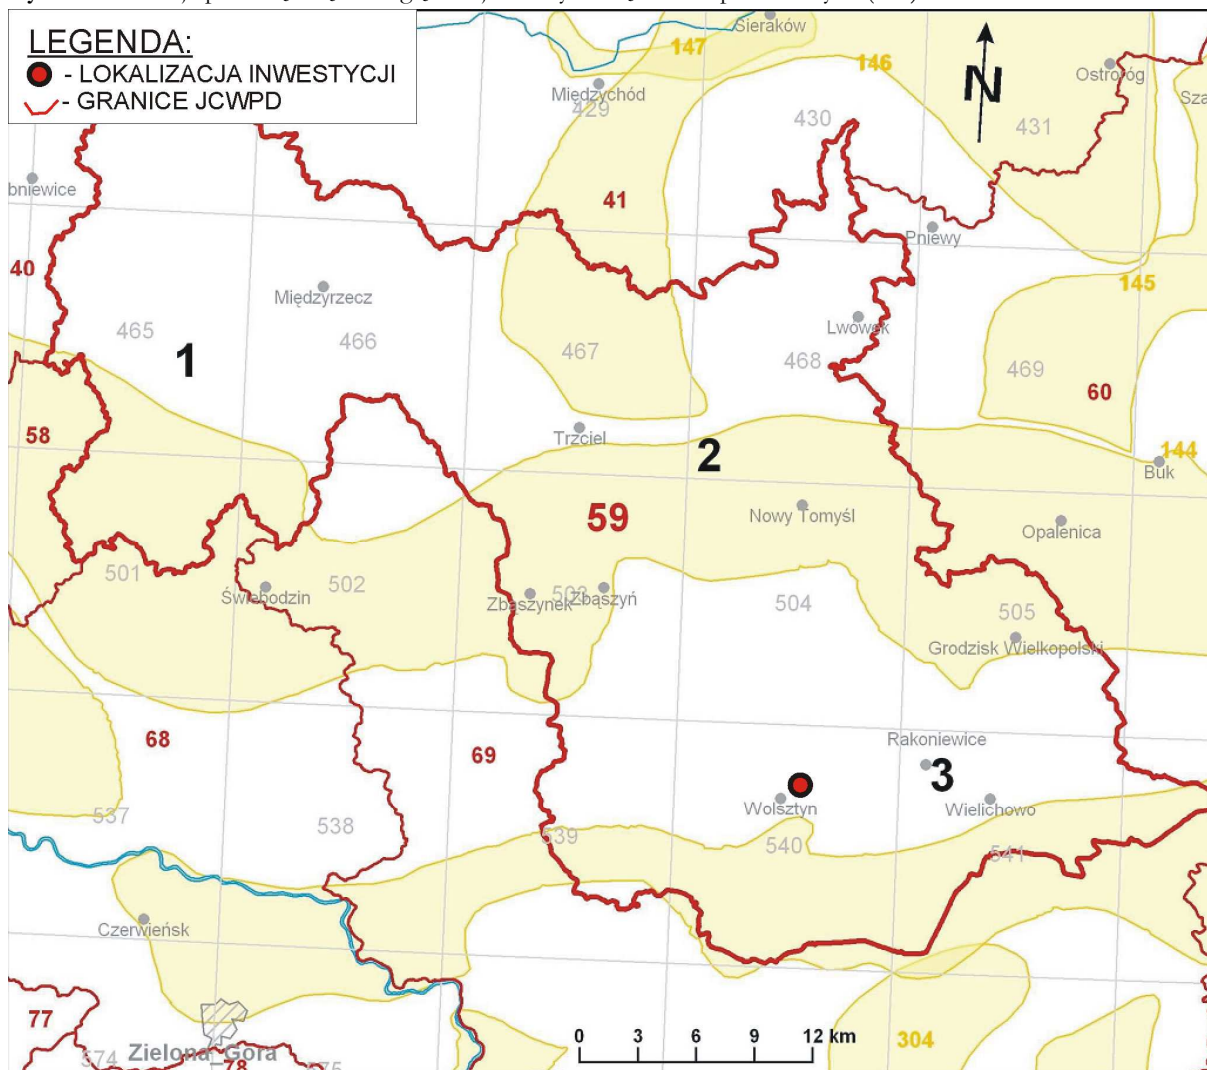 LEGENDA:
- LOKALIZACJA INWESTYCJI
- GRANICE JCWPD
Sieraków
147
146
N
Ostroróg
Międzychód
429
430
431
bniewice
41
Pniewy
40
145
Międzyrzecz
465
466
1
467
Lwówek
468
469
60
58
Trzciel
2
144
Buk
59
Nowy Tomyśl
Opalenica
501
502
Świebodzin
Zbąszynek
503
Zbąszyń
504
505
Grodzisk Wielkopolski
68
69
Rakoniewice
3
Wolsztyn
Wielichowo
537
538
539
540
541
Czerwieńsk
77
574
Zielona Góra
78
575
304
0 3 6 9 12 km